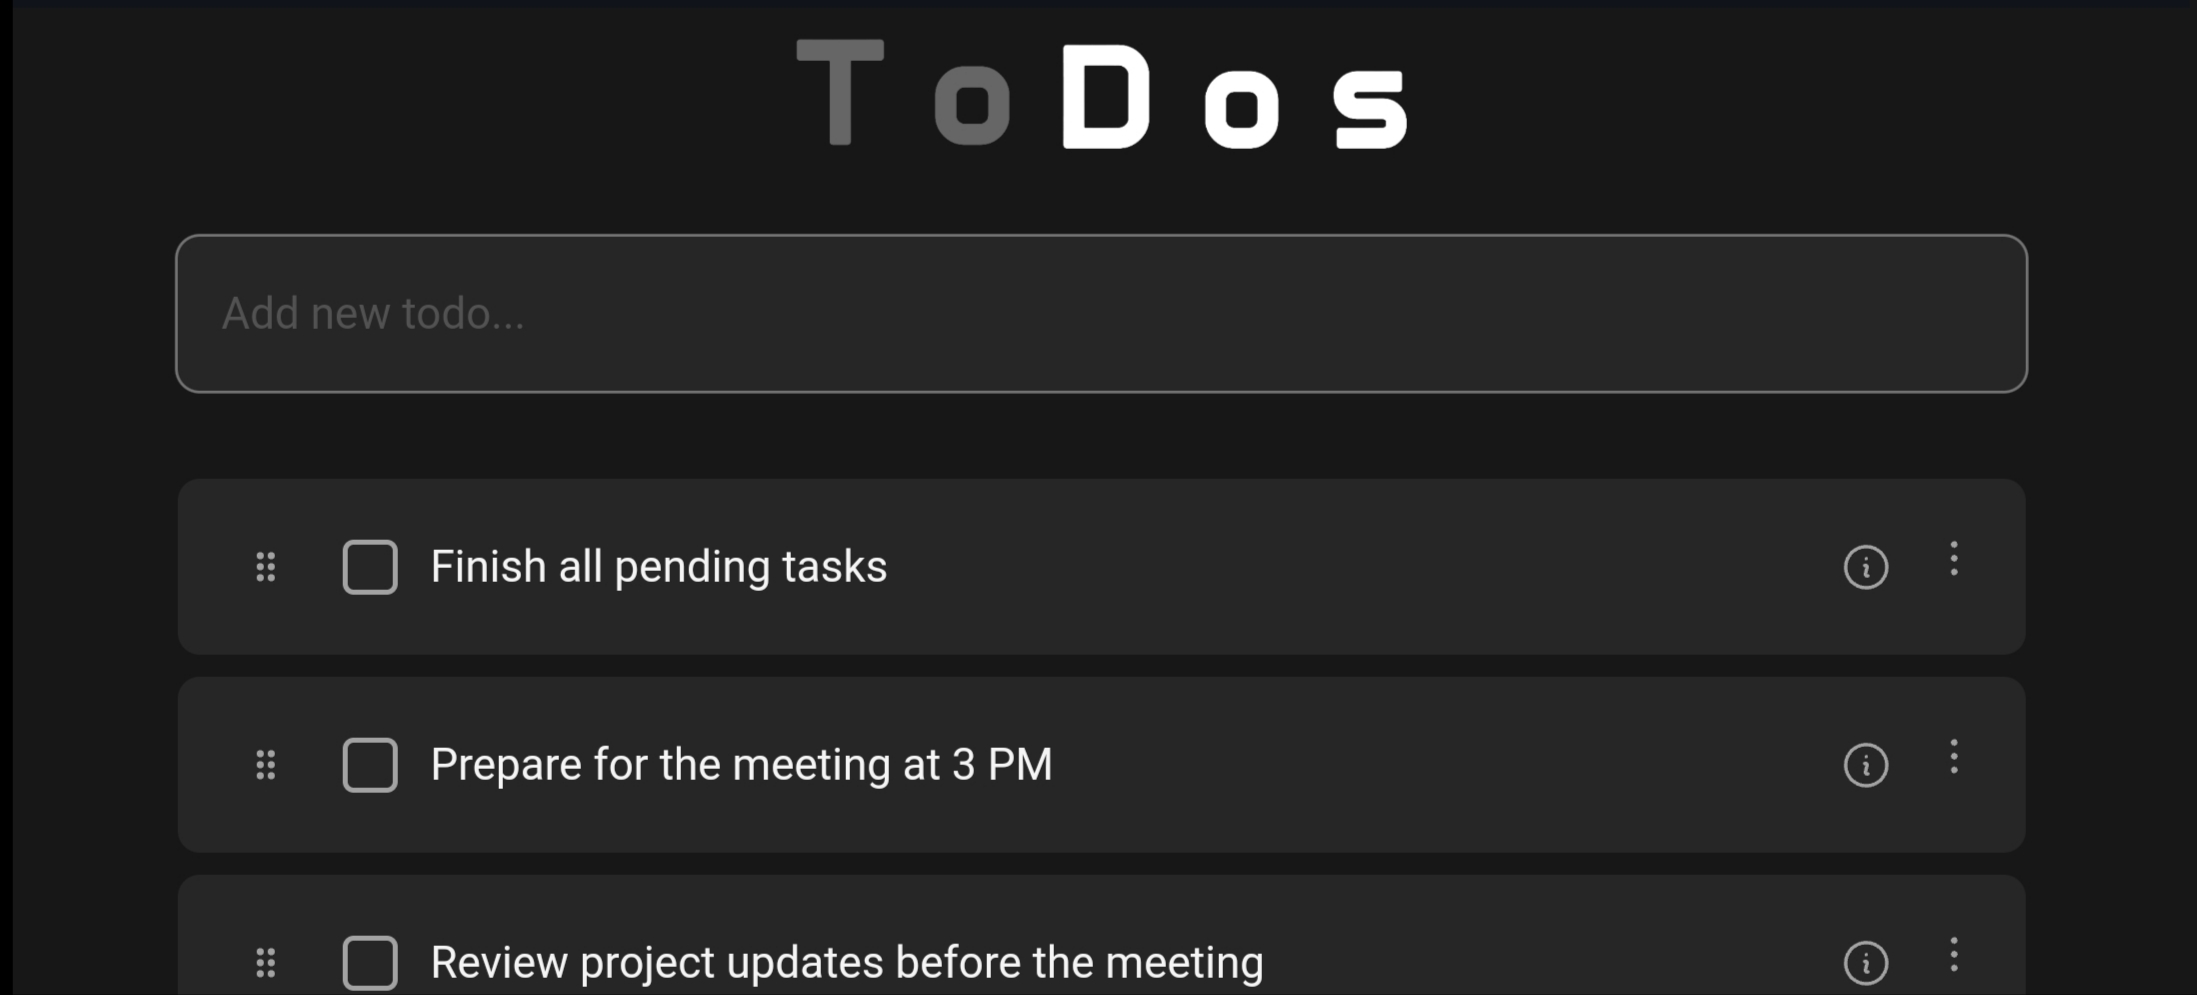 ToDos
Add new todo...
Finish all pending tasks
Prepare for the meeting at 3 PM
Review project updates before the meeting